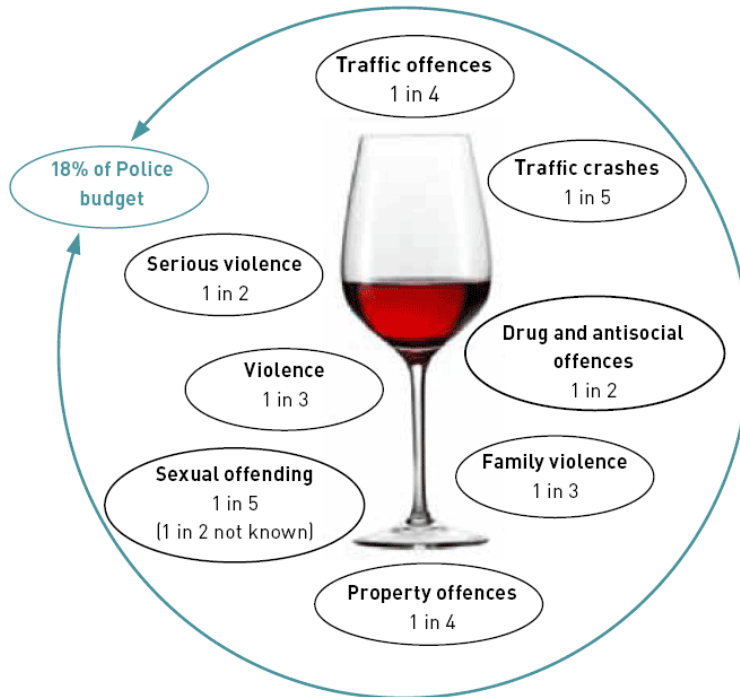 Traffic offences
1 in 4
18% of Police
budget
Traffic crashes
1 in 5
Serious violence
1 in 2
Drug and antisocial
offences
1 in 2
Violence
1 in 3
Sexual offending
1 in 5
(1 in 2 not known)
Family violence
1 in 3
Property offences
1 in 4